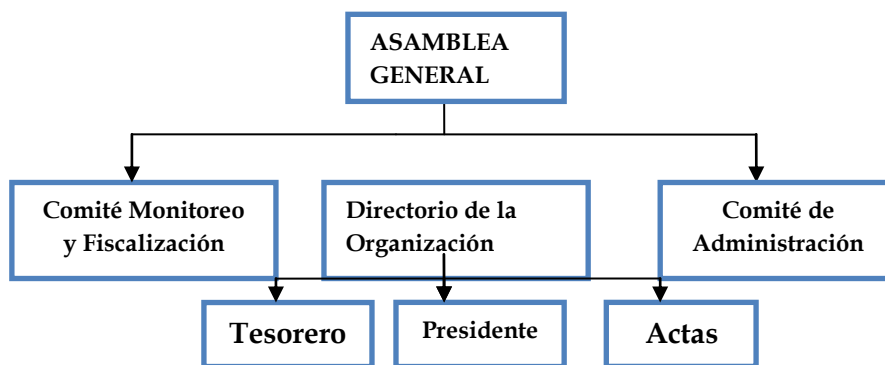 ASAMBLEA
GENERAL
Comité Monitoreo
y Fiscalización
Directorio de la
Organización
Comité de
Administración
Tesorero
Presidente
Actas